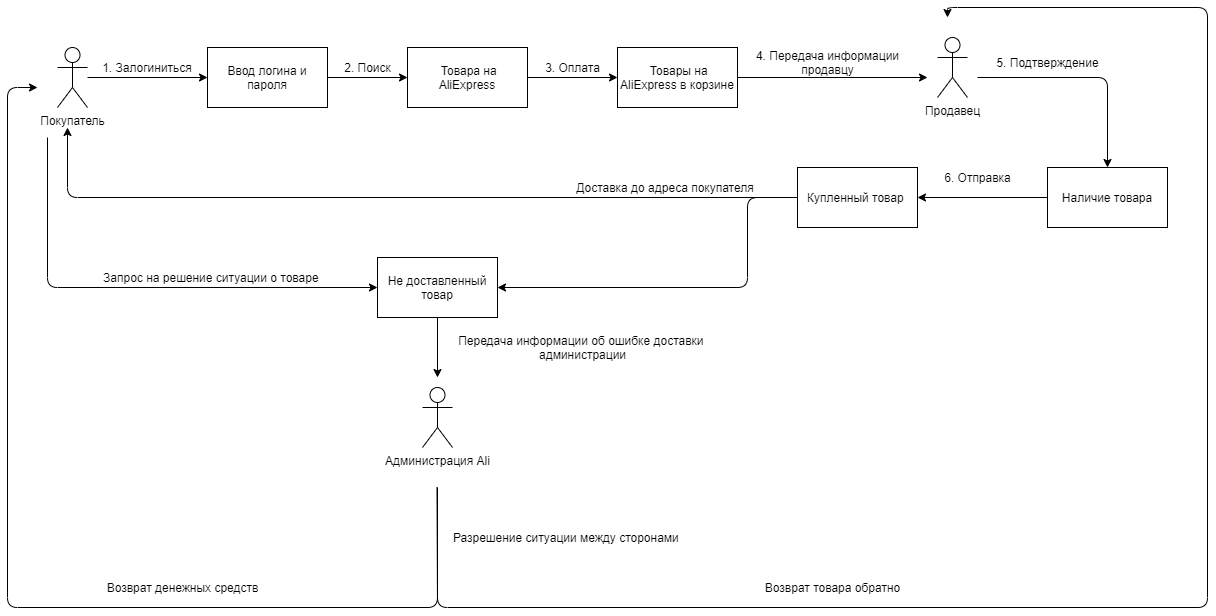 1. Залогиниться
Ввод логина и
пароля
2. Поиск
Товара на
AliExpress
3. Оплата
Товары на
AliExpress в корзине
4. Передача информации
продавцу
5. Подтверждение
Покупатель
Продавец
Доставка до адреса покупателя
Купленный товар
6. Отправка
Наличие товара
Запрос на решение ситуации о товаре
Не доставленный
товар
Передача информации об ошибке доставки
администрации
Администрация Ali
Разрешение ситуации между сторонами
Возврат денежных средств
Возврат товара обратно